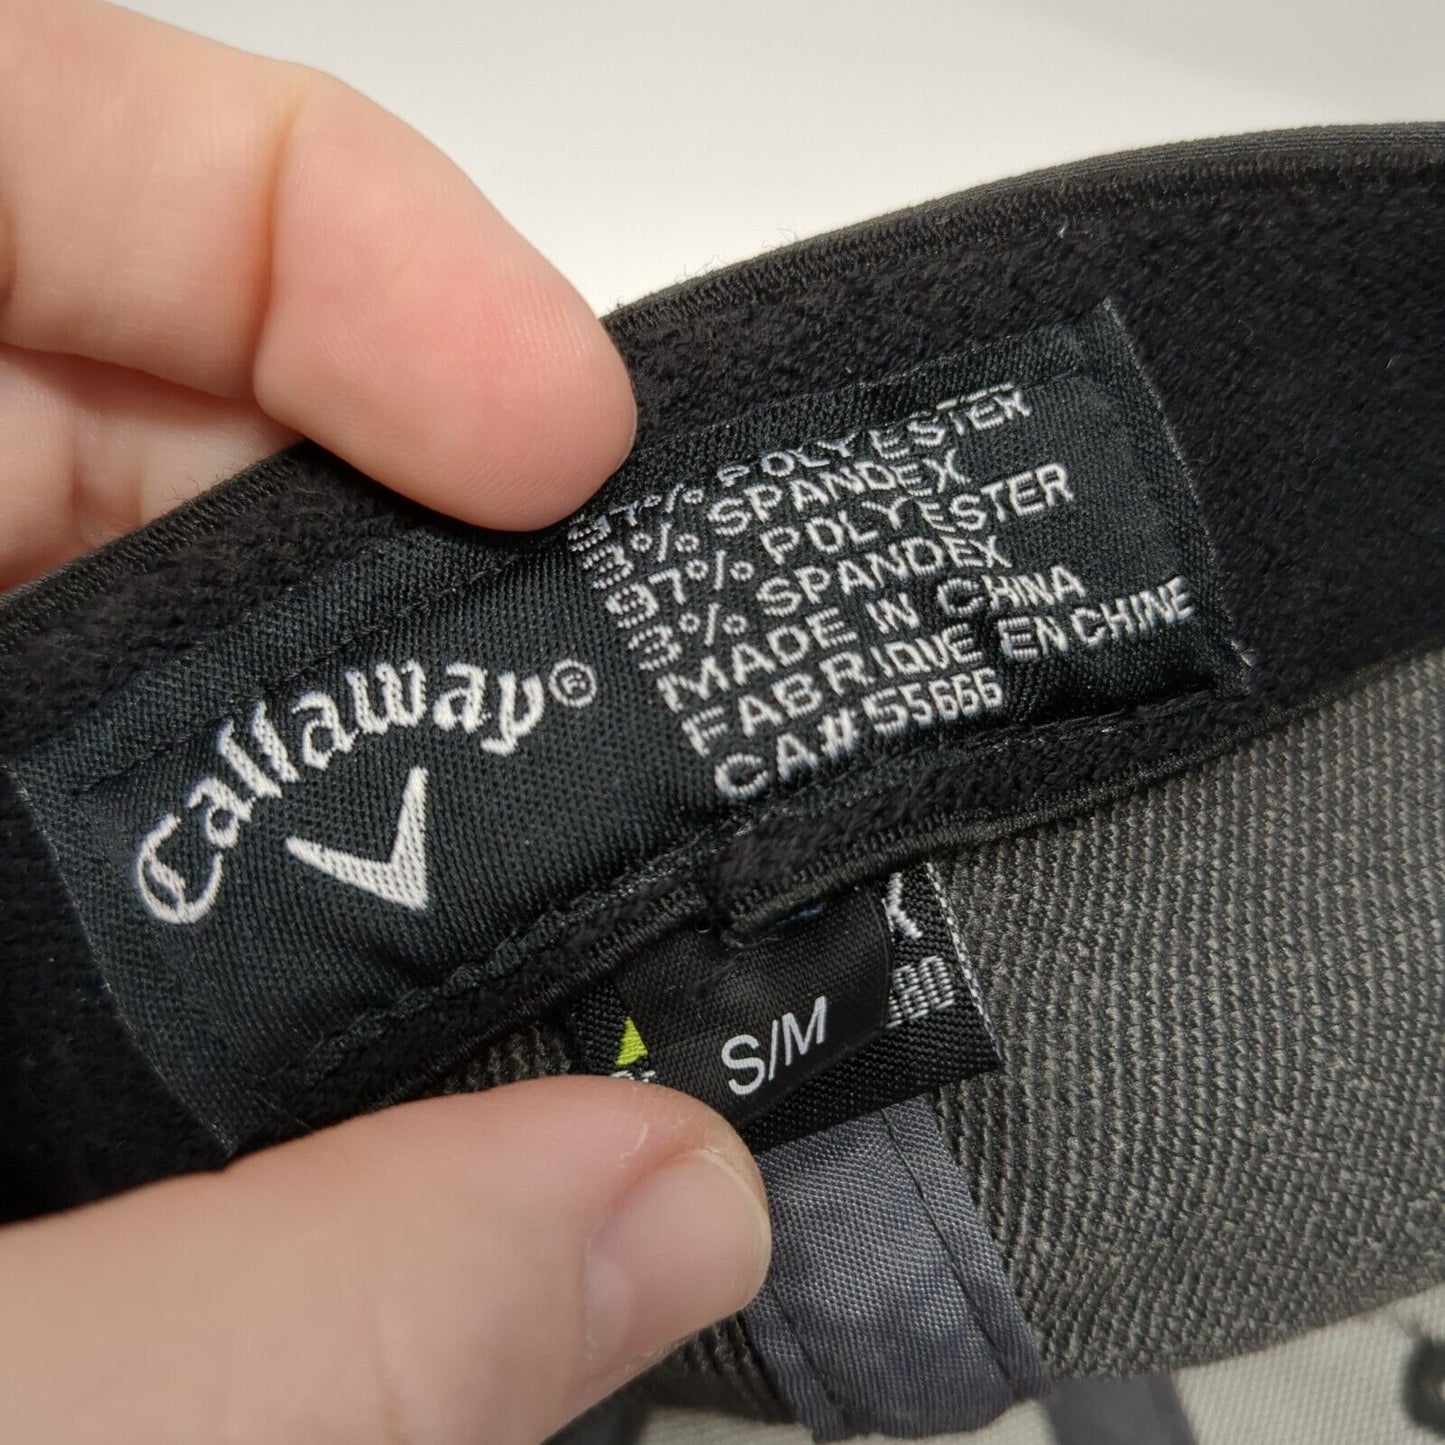 Callaway®
97% POLYESTER
3% SPANDEX
97% POLYESTER
3% SPANDEX
MADE IN CHINA
FABRIQUE EN CHINE
CA#55666
S/M